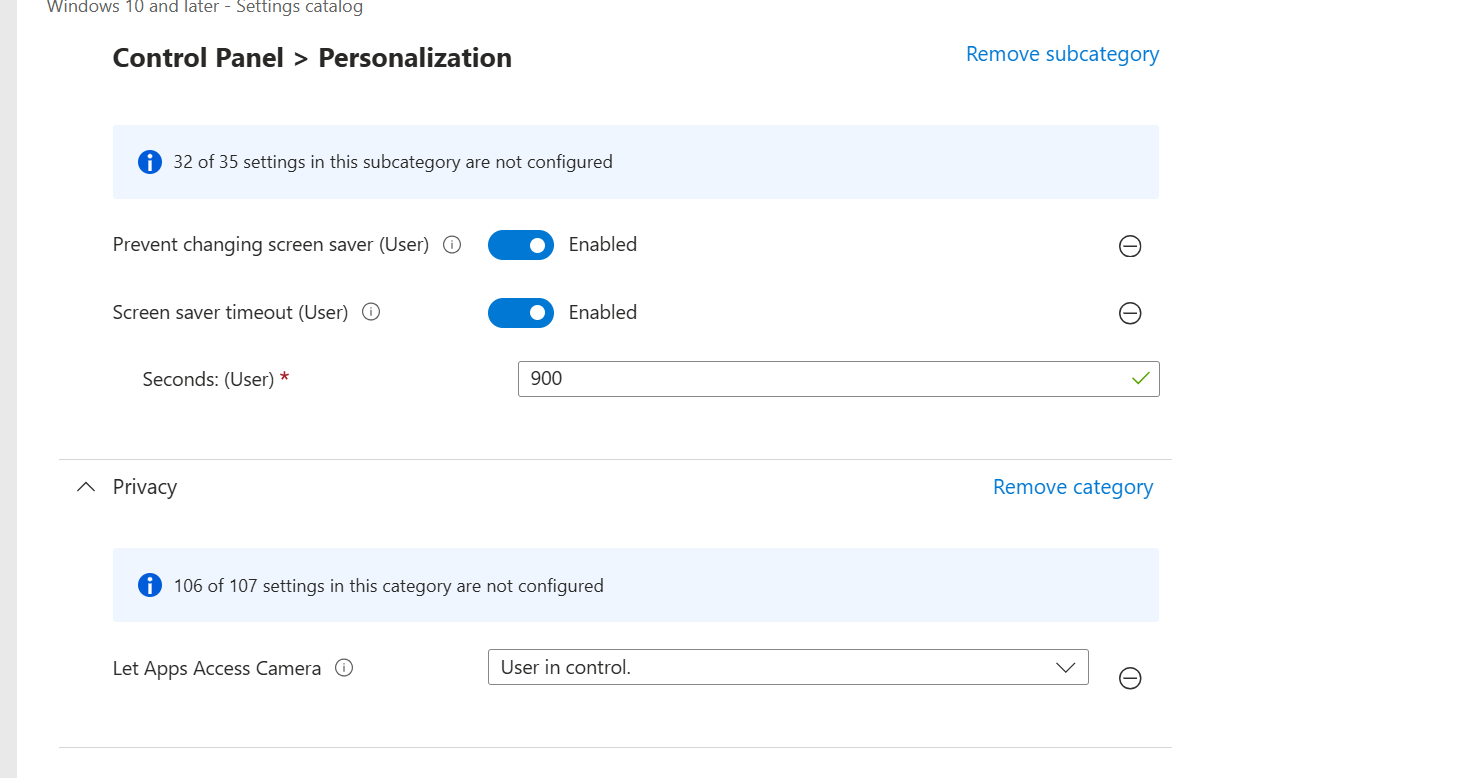 Windows 10 and later - Settings catalog
Control Panel > Personalization
Remove subcategory
32 of 35 settings in this subcategory are not configured
Prevent changing screen saver (User)
Enabled
Screen saver timeout (User)
Enabled
Seconds: (User) *
900
Privacy
Remove category
106 of 107 settings in this category are not configured
Let Apps Access Camera
User in control.